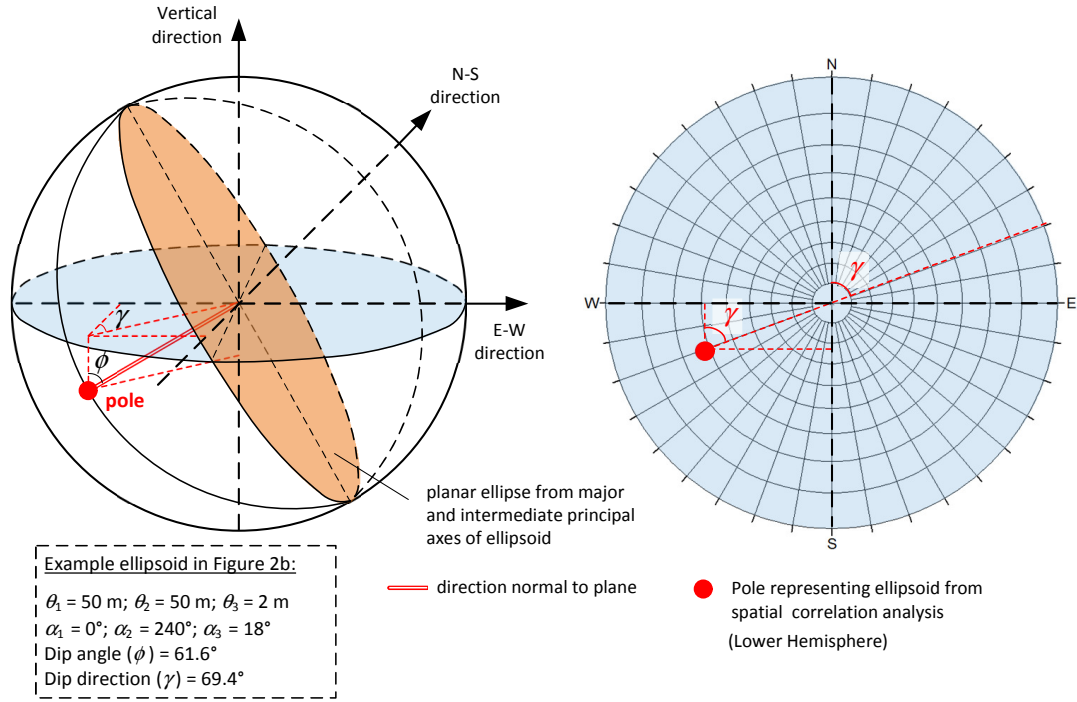 Vertical
direction
N-S
direction
E-W
direction
γ
ϕ
pole
planar ellipse from major
and intermediate principal
axes of ellipsoid
N
W
E
S
γ
γ
Example ellipsoid in Figure 2b:
θ₁ = 50 m; θ₂ = 50 m; θ₃ = 2 m
α₁ = 0°; α₂ = 240°; α₃ = 18°
Dip angle (ϕ) = 61.6°
Dip direction (γ) = 69.4°
direction normal to plane
Pole representing ellipsoid from
spatial correlation analysis
(Lower Hemisphere)